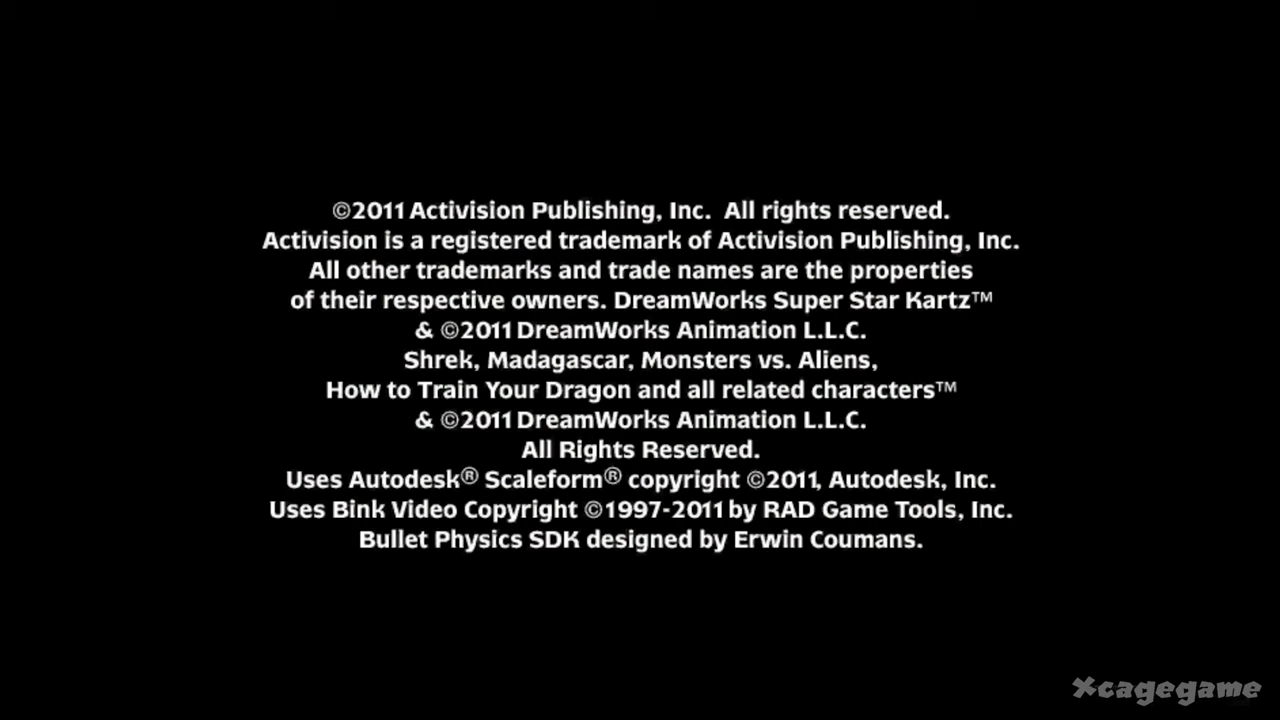 ©2011 Activision Publishing, Inc.  All rights reserved.
Activision is a registered trademark of Activision Publishing, Inc.
All other trademarks and trade names are the properties
of their respective owners. DreamWorks Super Star Kartz™
& ©2011 DreamWorks Animation L.L.C.
Shrek, Madagascar, Monsters vs. Aliens,
How to Train Your Dragon and all related characters™
& ©2011 DreamWorks Animation L.L.C.
All Rights Reserved.
Uses Autodesk® Scaleform® copyright ©2011, Autodesk, Inc.
Uses Bink Video Copyright ©1997-2011 by RAD Game Tools, Inc.
Bullet Physics SDK designed by Erwin Coumans.
Xcagegame